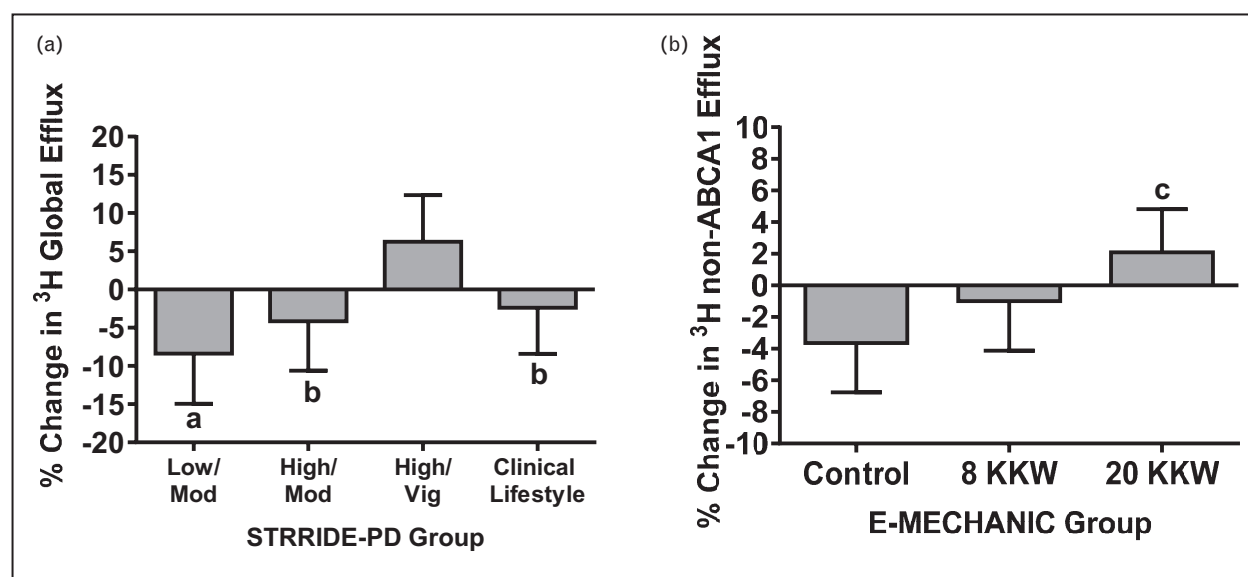 (a)
% Change in ³H Global Efflux
20
15
10
5
0
-5
-10
-15
-20
a
b
b
Low/
Mod
High/
Mod
High/
Vig
Clinical
Lifestyle
STRRIDE-PD Group
(b)
% Change in ³H non-ABCA1 Efflux
10
8
6
4
2
0
-2
-4
-6
-8
-10
c
Control
8 KKW
20 KKW
E-MECHANIC Group